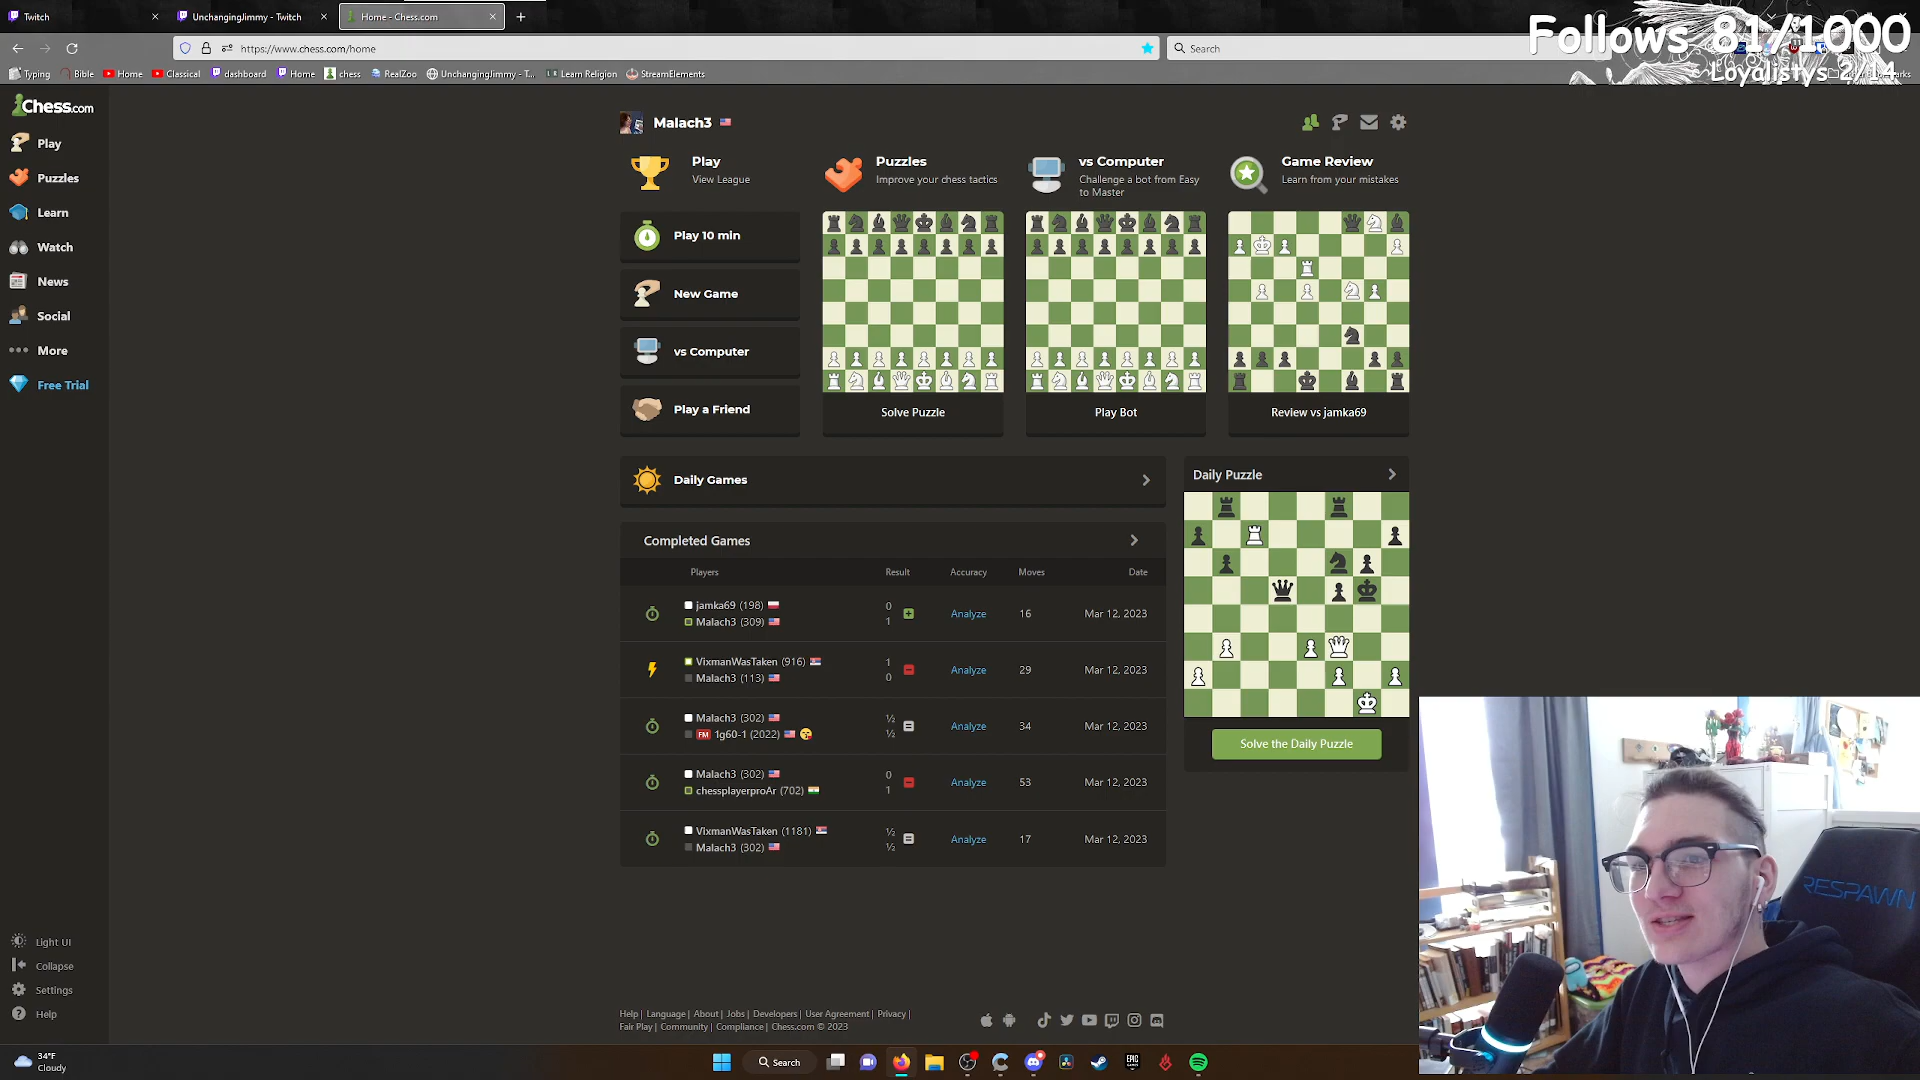 Twitch
UnchangingJimmy - Twitch
Home - Chess.com
https://www.chess.com/home
Search
Follows 81/1000
Loyalistys 2/14
Typing
Bible
Home
Classical
dashboard
Home
chess
RealZoo
UnchangingJimmy - T...
Learn Religion
StreamElements
Chess.com
Play
Puzzles
Learn
Watch
News
Social
More
Free Trial
Malach3
Play
View League
Puzzles
Improve your chess tactics
vs Computer
Challenge a bot from Easy
to Master
Game Review
Learn from your mistakes
Play 10 min
New Game
vs Computer
Play a Friend
Solve Puzzle
Play Bot
Review vs jamka69
Daily Games
Daily Puzzle
Completed Games
Players Result Accuracy Moves Date
jamka69 (198) 0
Malach3 (309) 1
Analyze 16 Mar 12, 2023
VixmanWasTaken (916) 1
Malach3 (113) 0
Analyze 29 Mar 12, 2023
Malach3 (302) ½
FM 1g60-1 (2022) ½
Analyze 34 Mar 12, 2023
Malach3 (302) 0
chessplayerproAr (702) 1
Analyze 53 Mar 12, 2023
VixmanWasTaken (1181) ½
Malach3 (302) ½
Analyze 17 Mar 12, 2023
Solve the Daily Puzzle
RESPAWN
Light UI
Collapse
Settings
Help
Help | Language | About | Jobs | Developers | User Agreement | Privacy |
Fair Play | Community | Compliance | Chess.com © 2023
34°F
Cloudy
Search
EPIC
GAMES